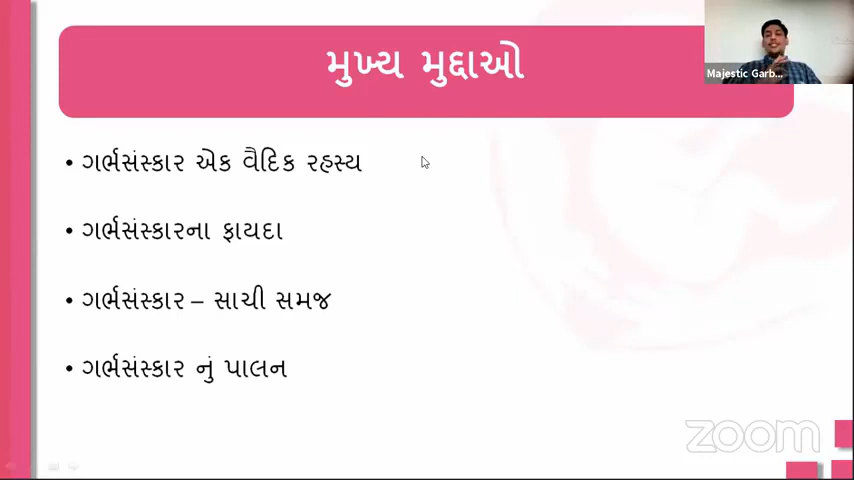 મુખ્ય મુદ્દાઓ
Majestic Garb...
• ગર્ભસંસ્કાર એક વૈદિક રહસ્ય
• ગર્ભસંસ્કારના ફાયદા
• ગર્ભસંસ્કાર – સાચી સમજ
• ગર્ભસંસ્કાર નું પાલન
zoom